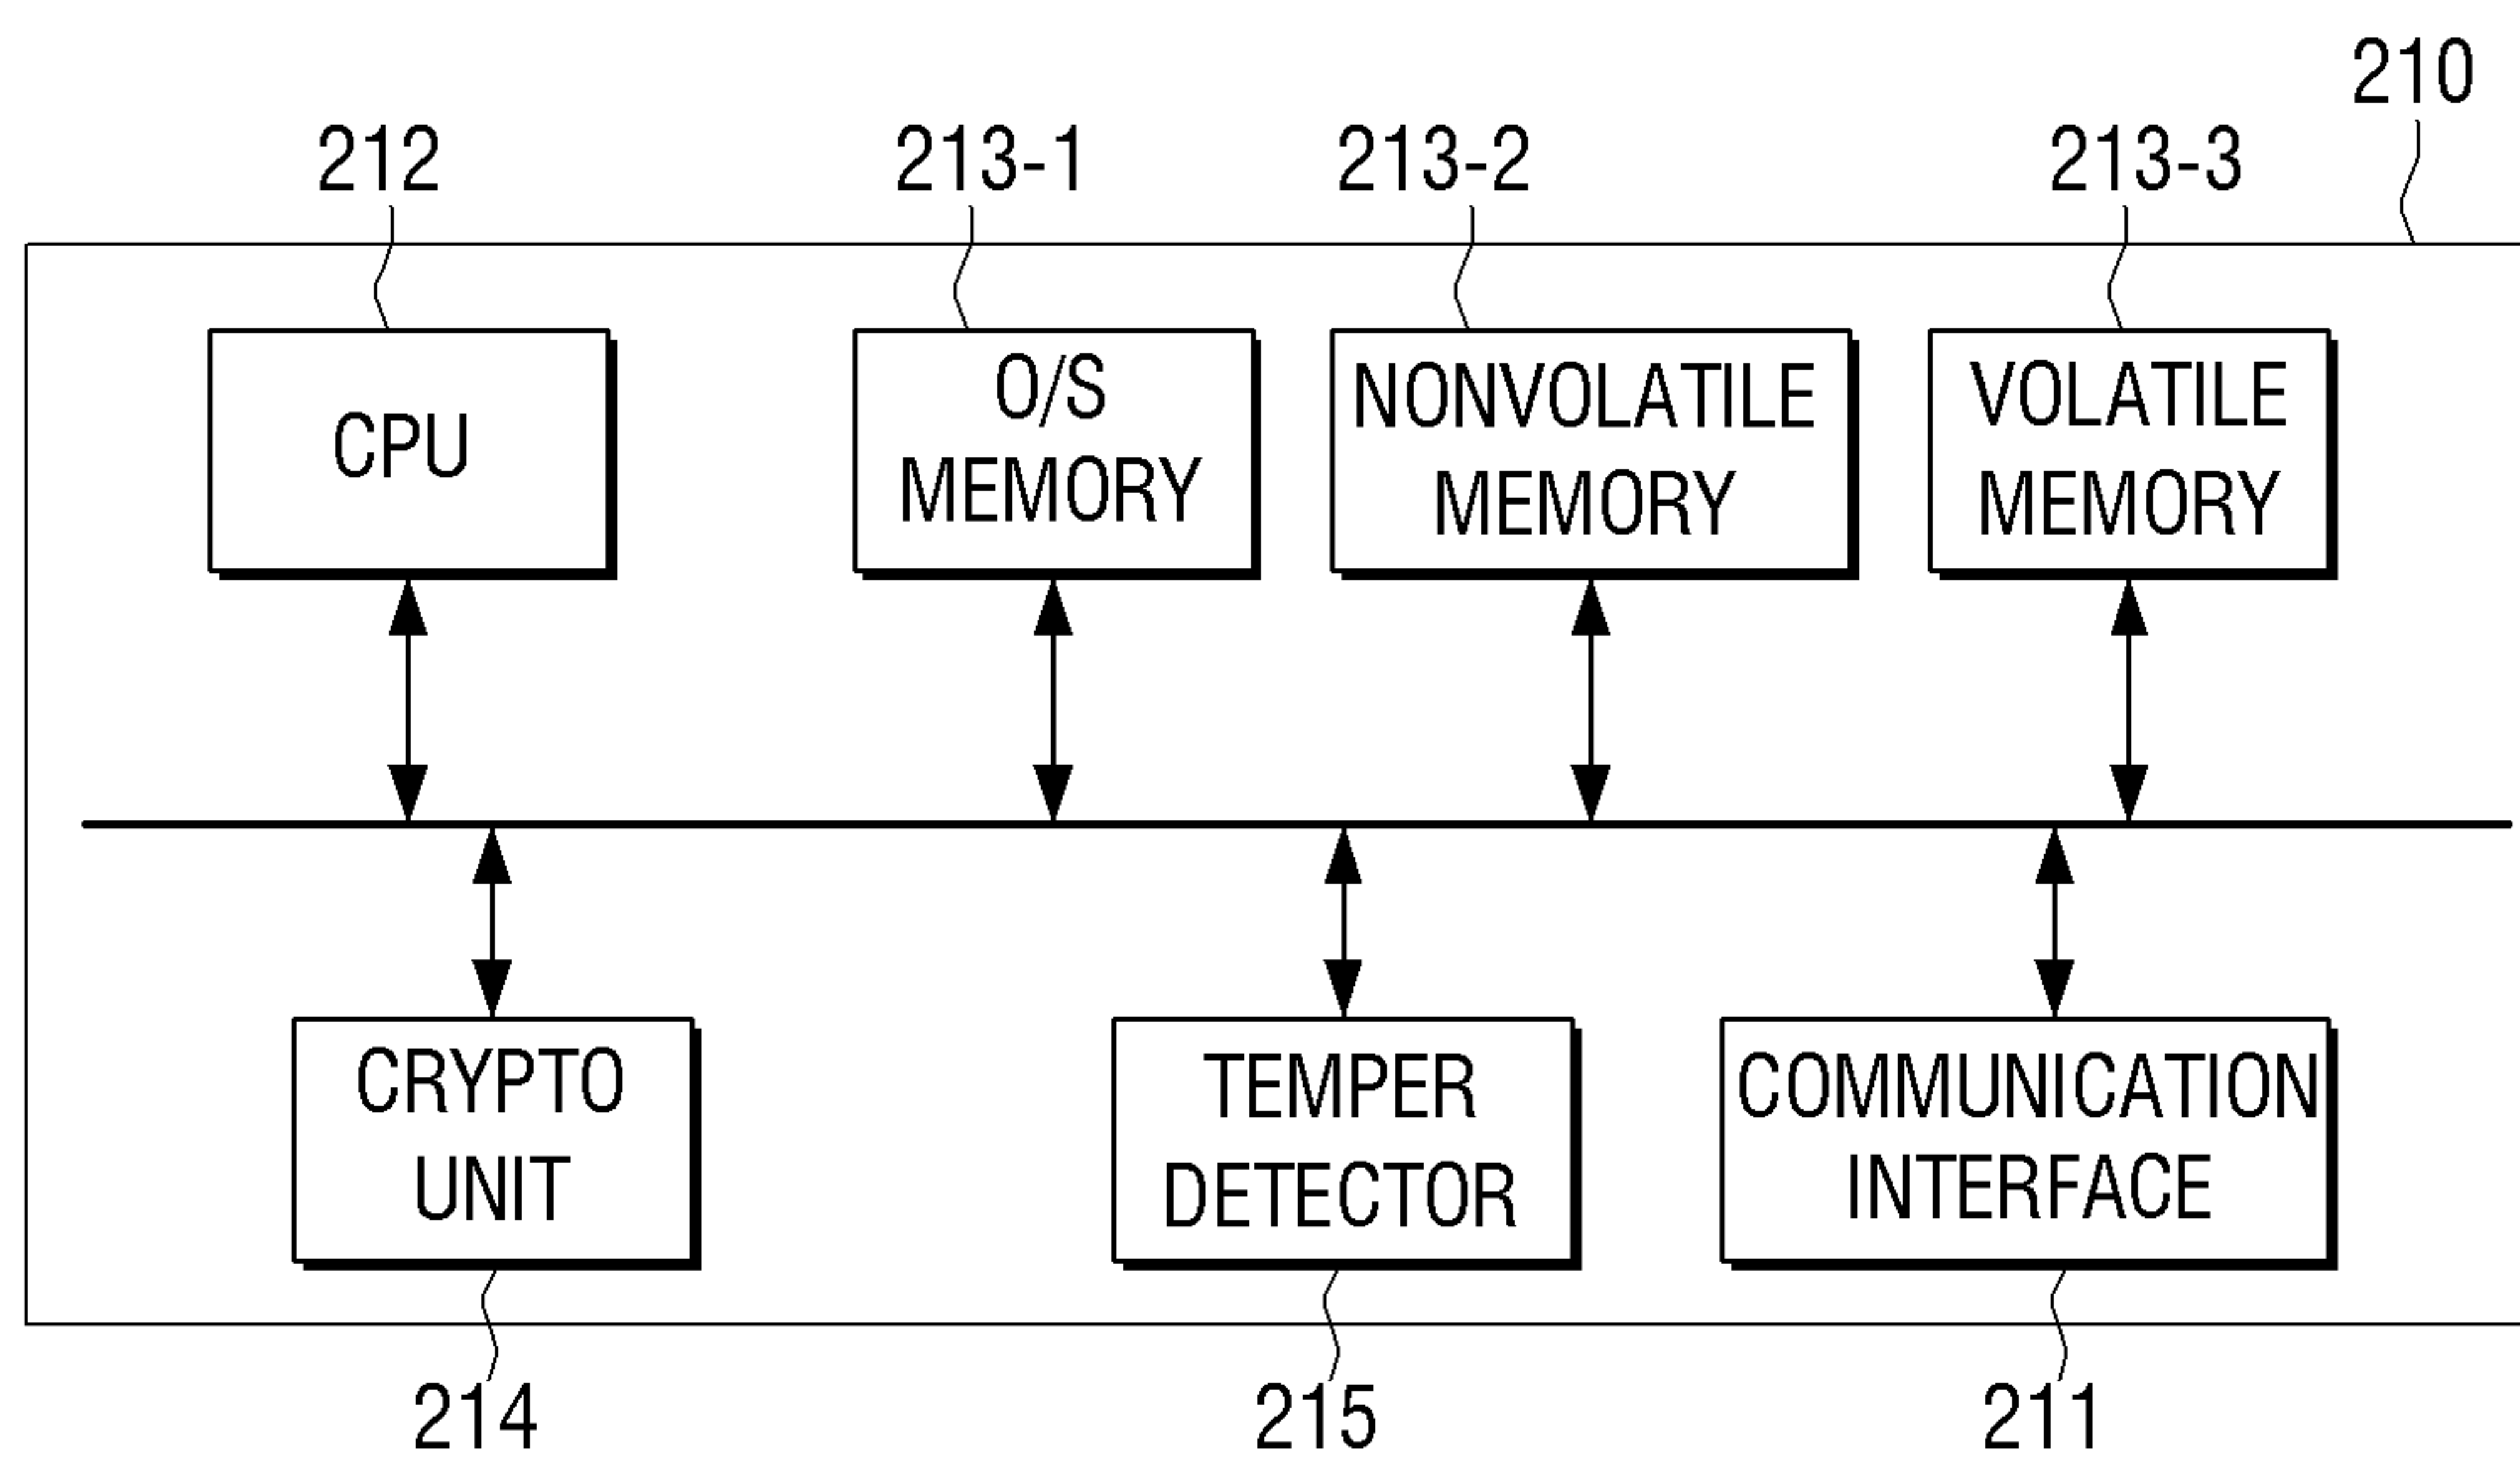 210
212
213-1
213-2
213-3
CPU
O/S
MEMORY
NONVOLATILE
MEMORY
VOLATILE
MEMORY
CRYPTO
UNIT
TEMPER
DETECTOR
COMMUNICATION
INTERFACE
214
215
211